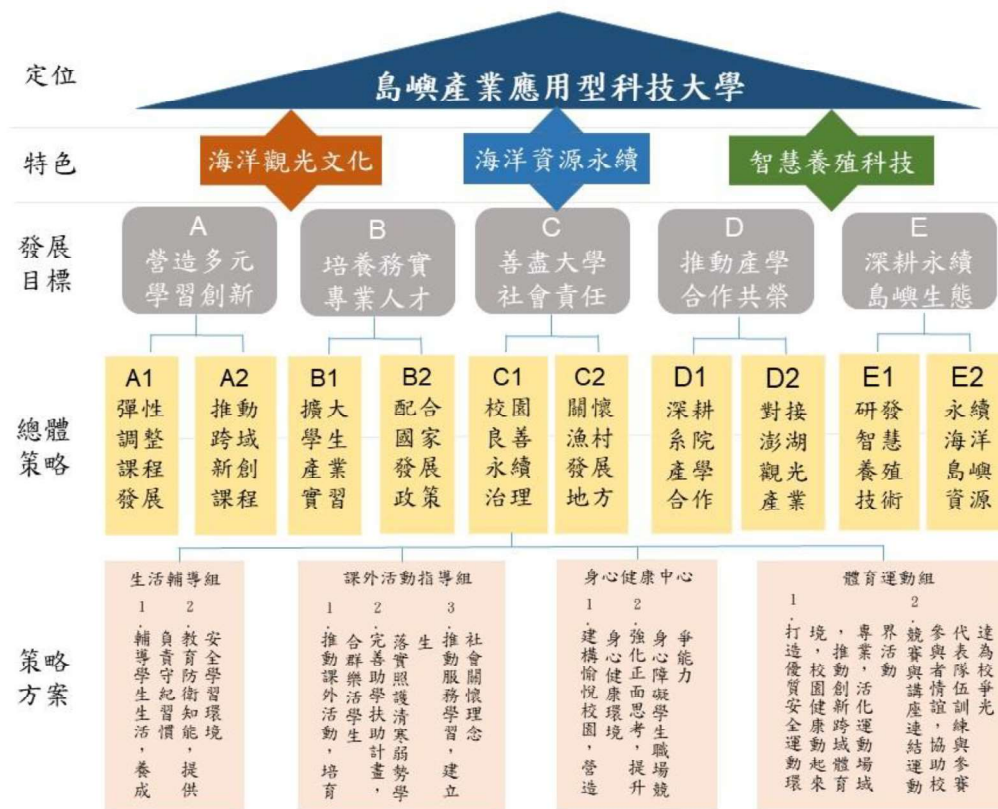 定位
島嶼產業應用型科技大學
特色
海洋觀光文化
海洋資源永續
智慧養殖科技
發展
目標
A
營造多元
學習創新
B
培養務實
專業人才
C
善盡大學
社會責任
D
推動產學
合作共榮
E
深耕永續
島嶼生態
總體
策略
A1
彈性
調整
課程
發展
A2
推動
跨域
新創
課程
B1
擴大
學生
產業
實習
B2
配合
國家
發展
政策
C1
校園
良善
永續
治理
C2
關懷
漁村
發展
地方
D1
深耕
系院
產學
合作
D2
對接
澎湖
觀光
產業
E1
研發
智慧
養殖
技術
E2
永續
海洋
島嶼
資源
策略
方案
生活輔導組
1.輔導學生生活，養成
負責守紀習慣
2.教育防衛知能，提供
安全學習環境
課外活動指導組
1.推動課外活動，培育
合群樂活學生
2.完善助學扶助計畫，
落實照護清寒弱勢學
生
3.推動服務學習，建立
社會關懷理念
身心健康中心
1.建構愉悅校園，營造
身心健康環境
2.強化正面思考，提升
身心障礙學生職場競
爭能力
體育運動組
1.打造優質安全運動環
境，校園健康動起來
，推動創新跨域體育
專業，活化運動場域
界活動
2.競賽與講座連結運動
參與者情誼，協助校
代表隊伍訓練與參賽
達為校爭光